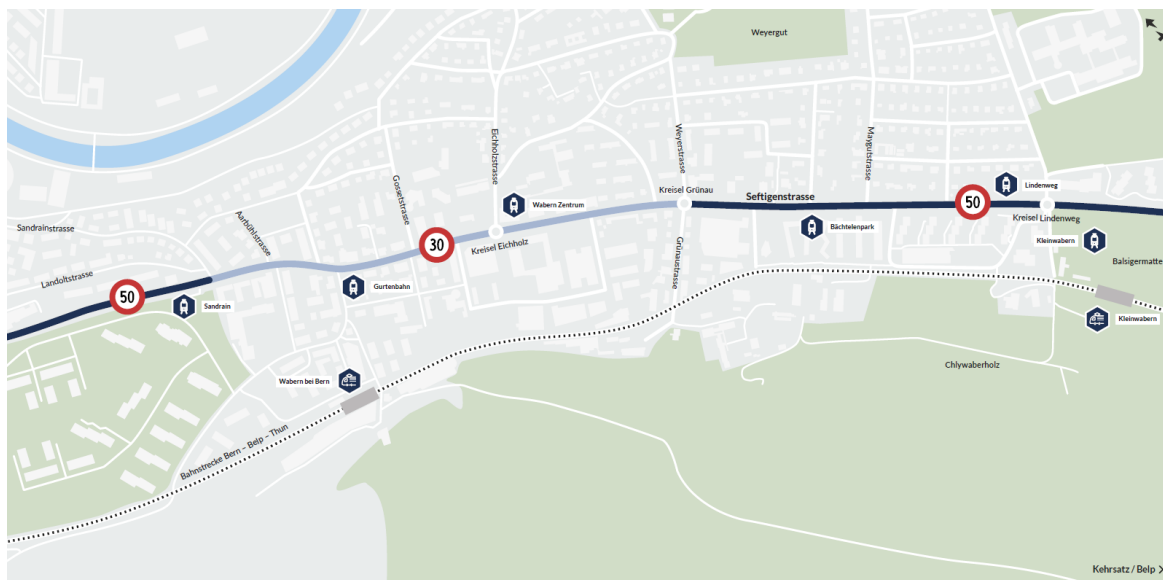 Weyergut
Eichholzstrasse
Weyerstrasse
Maygutstrasse
Gossetstrasse
Lindenweg
Kreisel Grünau
Seftigenstrasse
50
Wabern Zentrum
Aarbühlstrasse
Kreisel Lindenweg
Sandrainstrasse
Bächtelenpark
30
Kreisel Eichholz
Kleinwabern
Grünaustrasse
Balsigermatte
Landoltstrasse
Gurtenbahn
50
Sandrain
Kleinwabern
Chlywaberholz
Wabern bei Bern
Bahnstrecke Bern – Belp – Thun
Kehrsatz / Belp